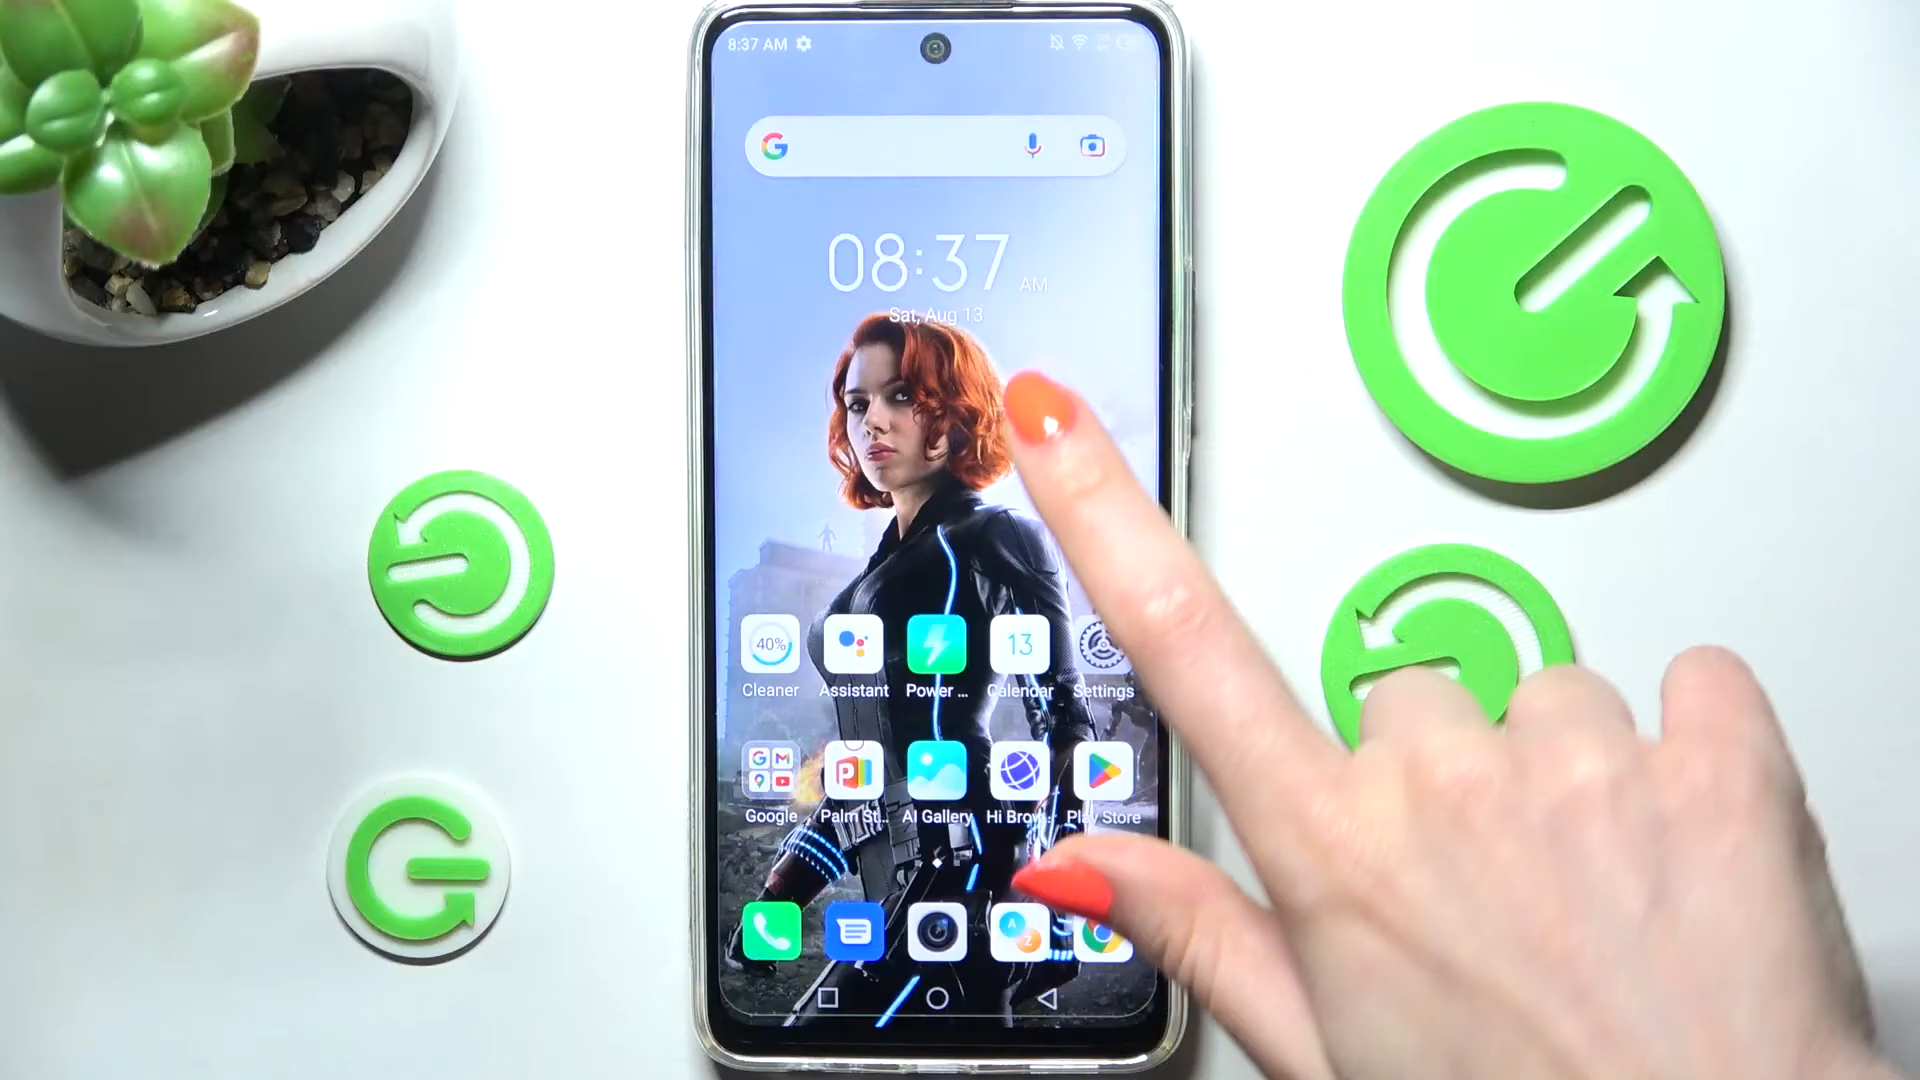 8:37 AM
08:37 AM
Sat, Aug 13
40%
13
Cleaner Assistant Power ... Calendar Settings
Google Palm St... AI Gallery Hi Brow... Play Store
A
Z